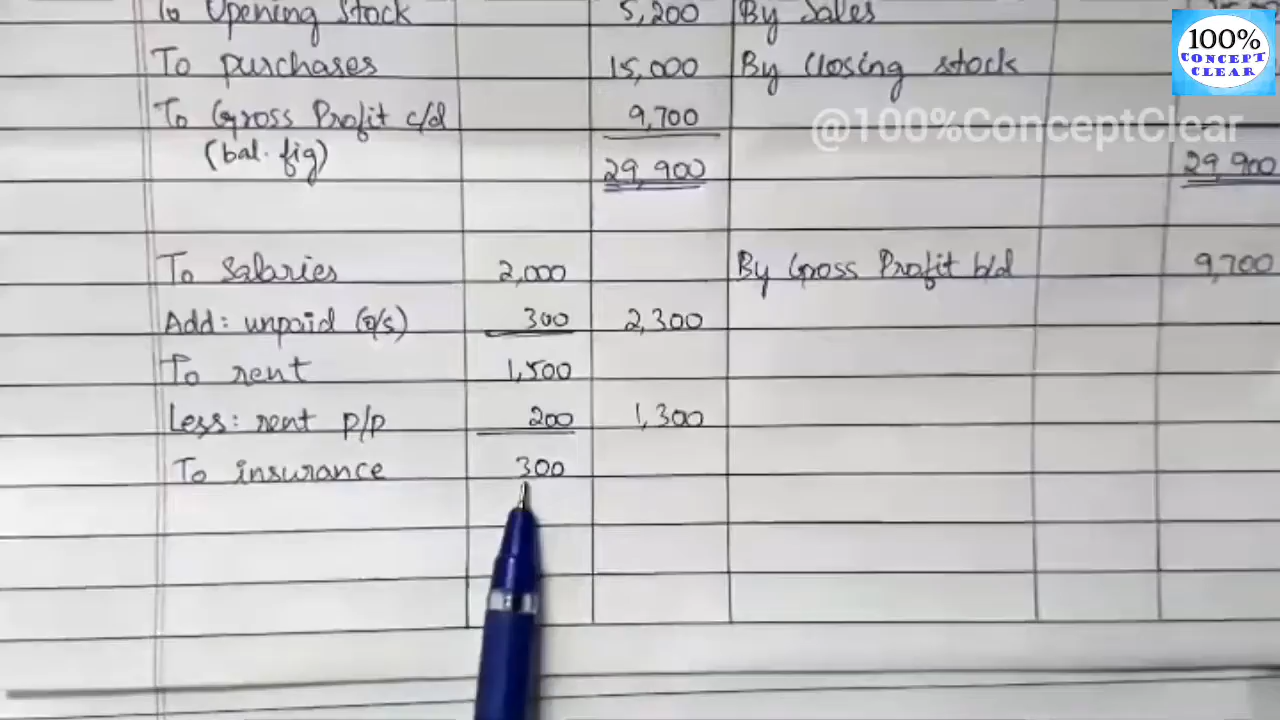 To Opening Stock 5,200 By Sales
To purchases 15,000 By Closing stock
To Gross Profit c/d 9,700
(bal. fig) 29,900 29,900
To Salaries 2,000 By Gross Profit b/d 9,700
Add: unpaid (o/s) 300 2,300
To rent 1,500
Less: rent p/p 200 1,300
To insurance 300
100%
CONCEPT
CLEAR
@100%ConceptClear